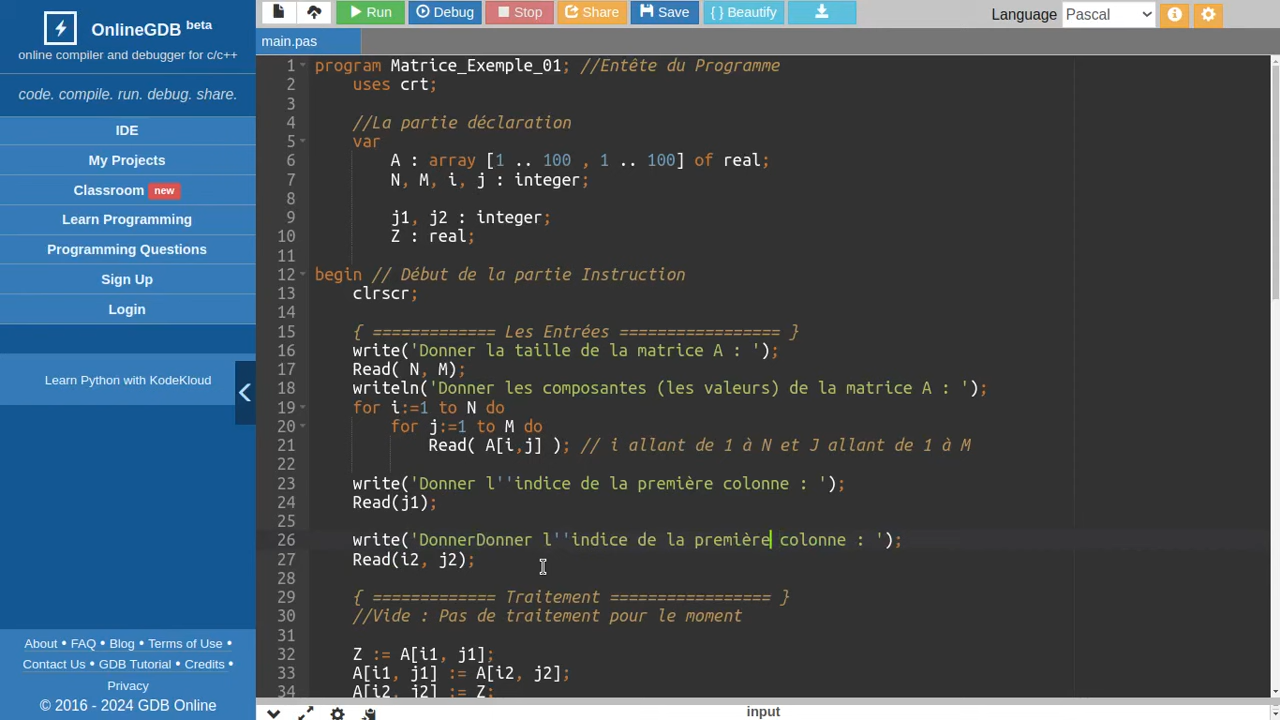 OnlineGDB beta
online compiler and debugger for c/c++
code. compile. run. debug. share.
IDE
My Projects
Classroom new
Learn Programming
Programming Questions
Sign Up
Login
Learn Python with KodeKloud
About • FAQ • Blog • Terms of Use •
Contact Us • GDB Tutorial • Credits •
Privacy
© 2016 - 2024 GDB Online
Run Debug Stop Share Save { } Beautify
Language Pascal
main.pas
1 program Matrice_Exemple_01; //Entête du Programme
2 uses crt;
3
4 //La partie déclaration
5 var
6 A : array [1 .. 100 , 1 .. 100] of real;
7 N, M, i, j : integer;
8
9 j1, j2 : integer;
10 Z : real;
11
12 begin // Début de la partie Instruction
13 clrscr;
14
15 { ============= Les Entrées ================= }
16 write('Donner la taille de la matrice A : ');
17 Read( N, M);
18 writeln('Donner les composantes (les valeurs) de la matrice A : ');
19 for i:=1 to N do
20 for j:=1 to M do
21 Read( A[i,j] ); // i allant de 1 à N et J allant de 1 à M
22
23 write('Donner l''indice de la première colonne : ');
24 Read(j1);
25
26 write('DonnerDonner l''indice de la première colonne : ');
27 Read(i2, j2);
28
29 { ============= Traitement ================= }
30 //Vide : Pas de traitement pour le moment
31
32 Z := A[i1, j1];
33 A[i1, j1] := A[i2, j2];
34 A[i2, j2] := Z;
input